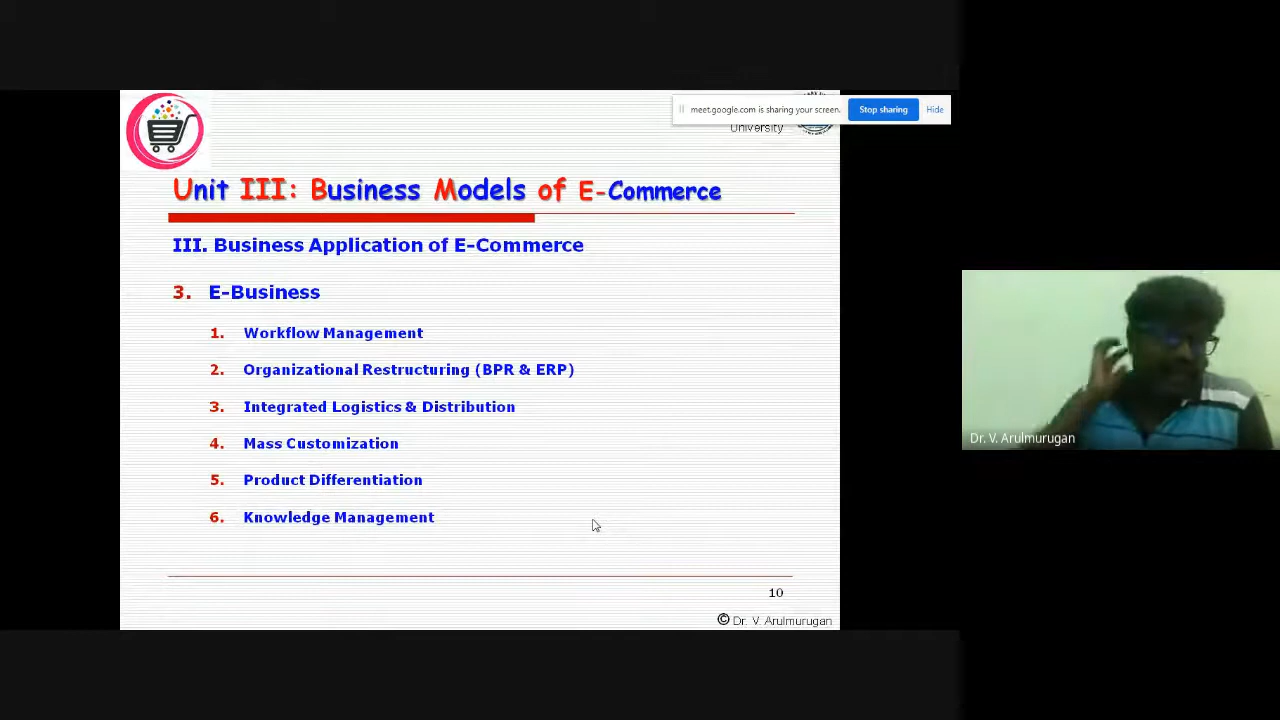 meet.google.com is sharing your screen.
Stop sharing
Hide
University
Unit III: Business Models of E-Commerce
III. Business Application of E-Commerce
3. E-Business
1. Workflow Management
2. Organizational Restructuring (BPR & ERP)
3. Integrated Logistics & Distribution
4. Mass Customization
5. Product Differentiation
6. Knowledge Management
10
© Dr. V. Arulmurugan
Dr. V. Arulmurugan